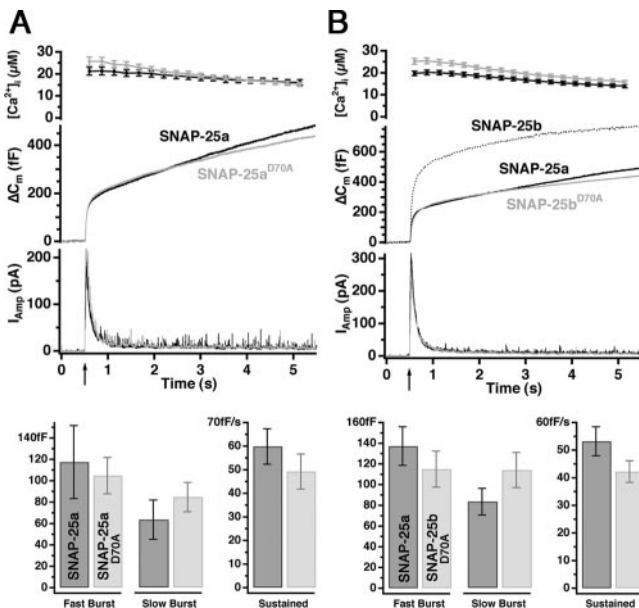 A
[Ca²⁺]ᵢ (µM)
30
20
10
0
ΔCm (fF)
400
200
0
SNAP-25a
SNAP-25aD70A
IAmp (pA)
200
100
0
0 1 2 3 4 5
Time (s)
140fF
120
100
80
60
40
20
0
SNAP-25a
SNAP-25a
D70A
Fast Burst
Slow Burst
70fF/s
60
50
40
30
20
10
0
Sustained
B
[Ca²⁺]ᵢ (µM)
30
20
10
0
ΔCm (fF)
800
600
400
200
0
SNAP-25b
SNAP-25a
SNAP-25bD70A
IAmp (pA)
300
200
100
0
0 1 2 3 4 5
Time (s)
160fF
140
120
100
80
60
40
20
0
SNAP-25a
SNAP-25b
D70A
Fast Burst
Slow Burst
60fF/s
50
40
30
20
10
0
Sustained